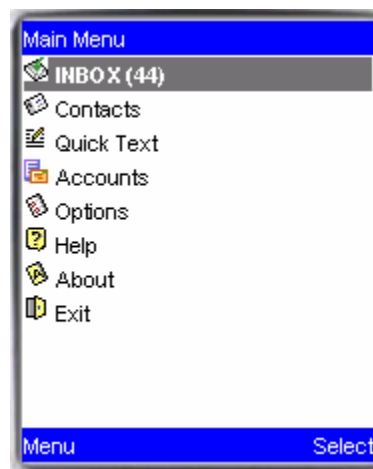 Main Menu
INBOX (44)
Contacts
Quick Text
Accounts
Options
Help
About
Exit
Menu Select